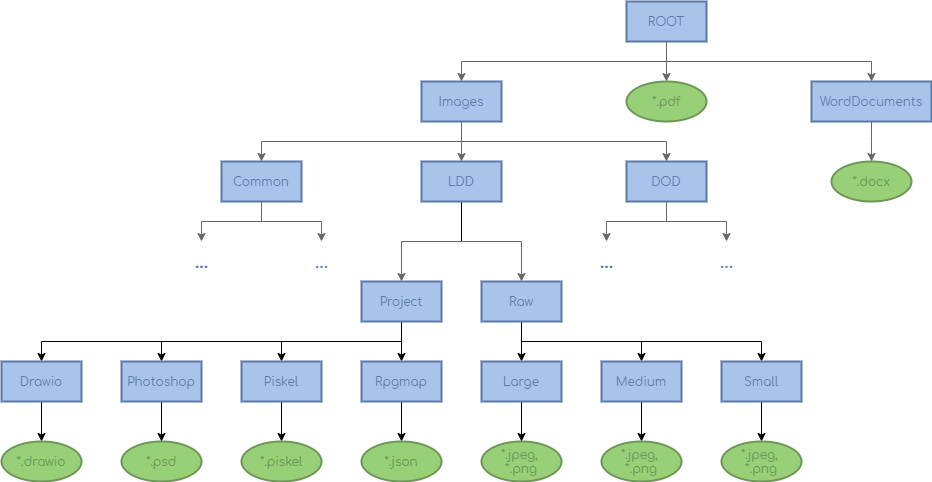 ROOT
Images
*.pdf
WordDocuments
Common
LDD
DOD
*.docx
...
...
...
...
Project
Raw
Drawio
Photoshop
Piskel
Rpgmap
Large
Medium
Small
*.drawio
*.psd
*.piskel
*.json
*.jpeg,
*.png
*.jpeg,
*.png
*.jpeg,
*.png